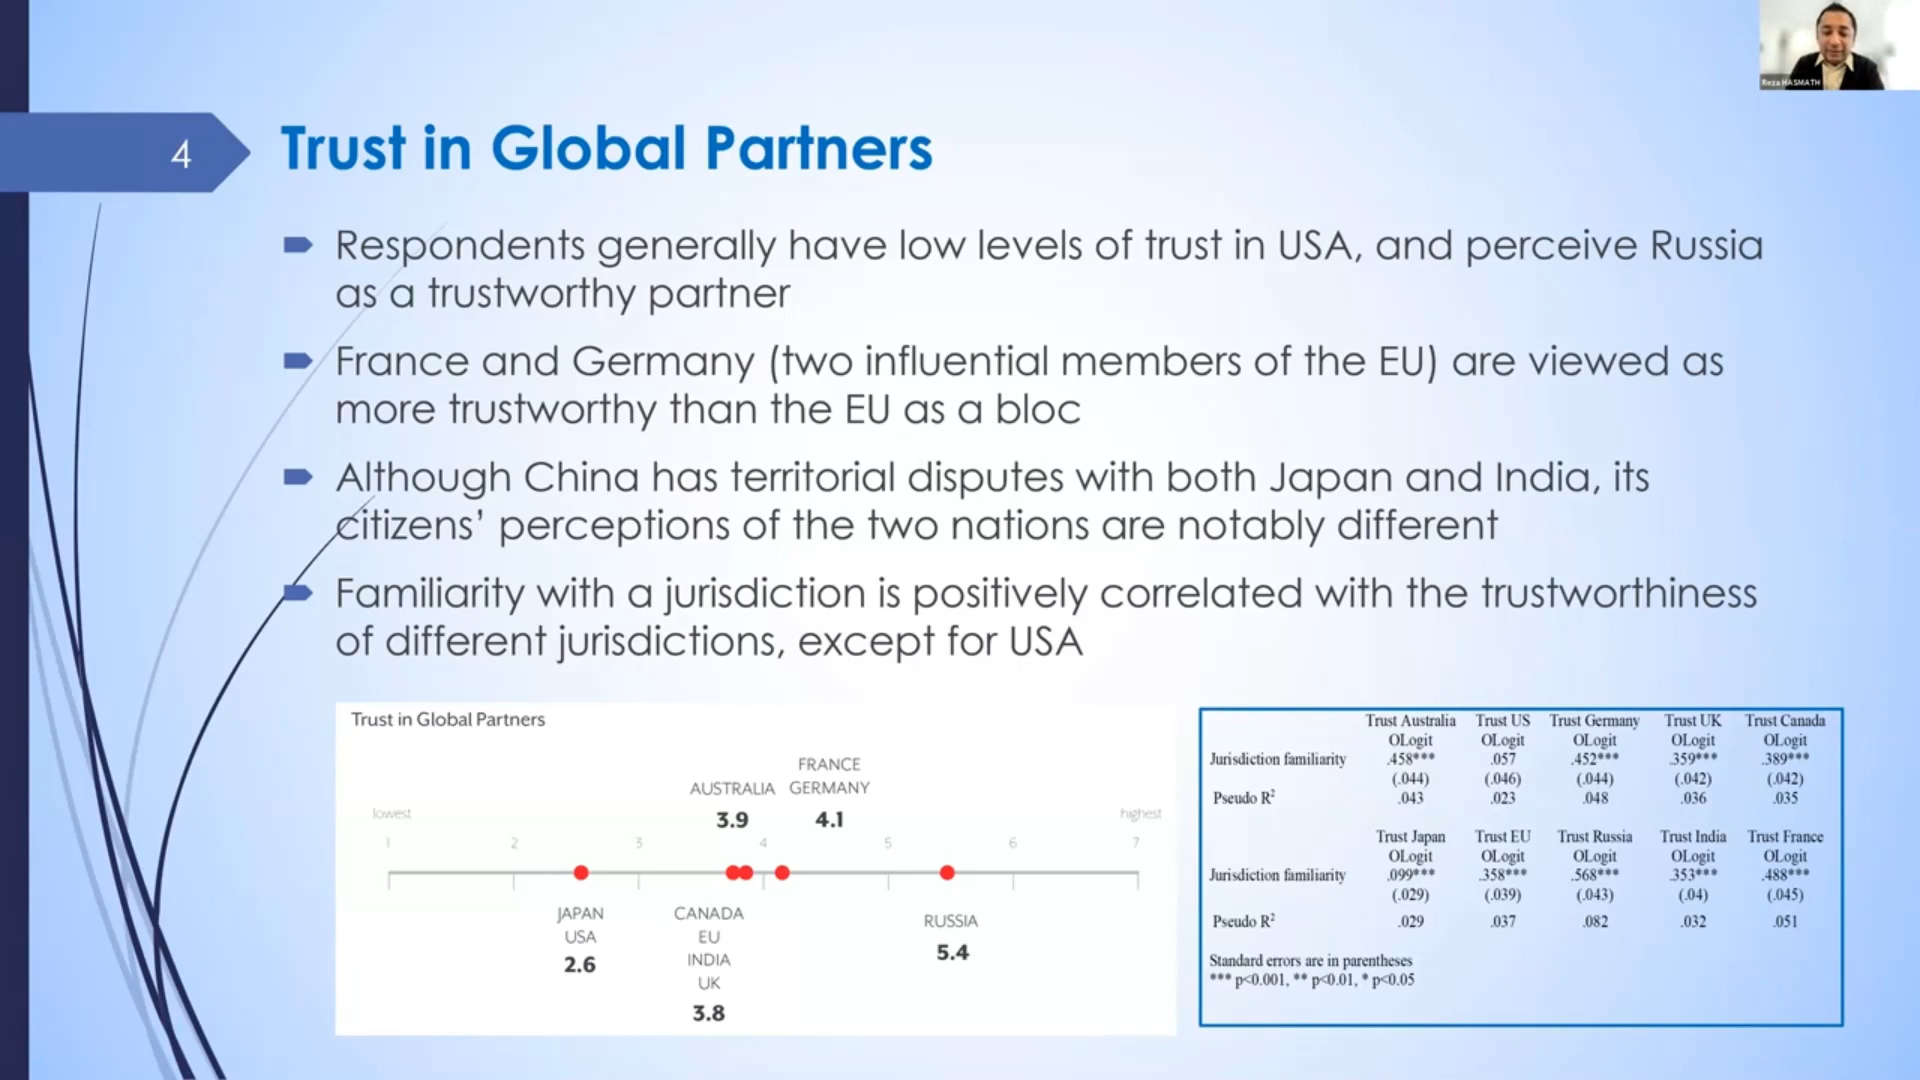 Reza HASMATH
4
Trust in Global Partners
Respondents generally have low levels of trust in USA, and perceive Russia
as a trustworthy partner
France and Germany (two influential members of the EU) are viewed as
more trustworthy than the EU as a bloc
Although China has territorial disputes with both Japan and India, its
citizens’ perceptions of the two nations are notably different
Familiarity with a jurisdiction is positively correlated with the trustworthiness
of different jurisdictions, except for USA
Trust in Global Partners
FRANCE
AUSTRALIA GERMANY
3.9 4.1
lowest highest
1 2 3 4 5 6 7
JAPAN CANADA RUSSIA
USA EU 5.4
2.6 INDIA
UK
3.8
Trust Australia Trust US Trust Germany Trust UK Trust Canada
OLogit OLogit OLogit OLogit OLogit
Jurisdiction familiarity .458*** .057 .452*** .359*** .389***
(.044) (.046) (.044) (.042) (.042)
Pseudo R² .043 .023 .048 .036 .035
Trust Japan Trust EU Trust Russia Trust India Trust France
OLogit OLogit OLogit OLogit OLogit
Jurisdiction familiarity .099*** .358*** .568*** .353*** .488***
(.029) (.039) (.043) (.04) (.045)
Pseudo R² .029 .037 .082 .032 .051
Standard errors are in parentheses
*** p<0.001, ** p<0.01, * p<0.05